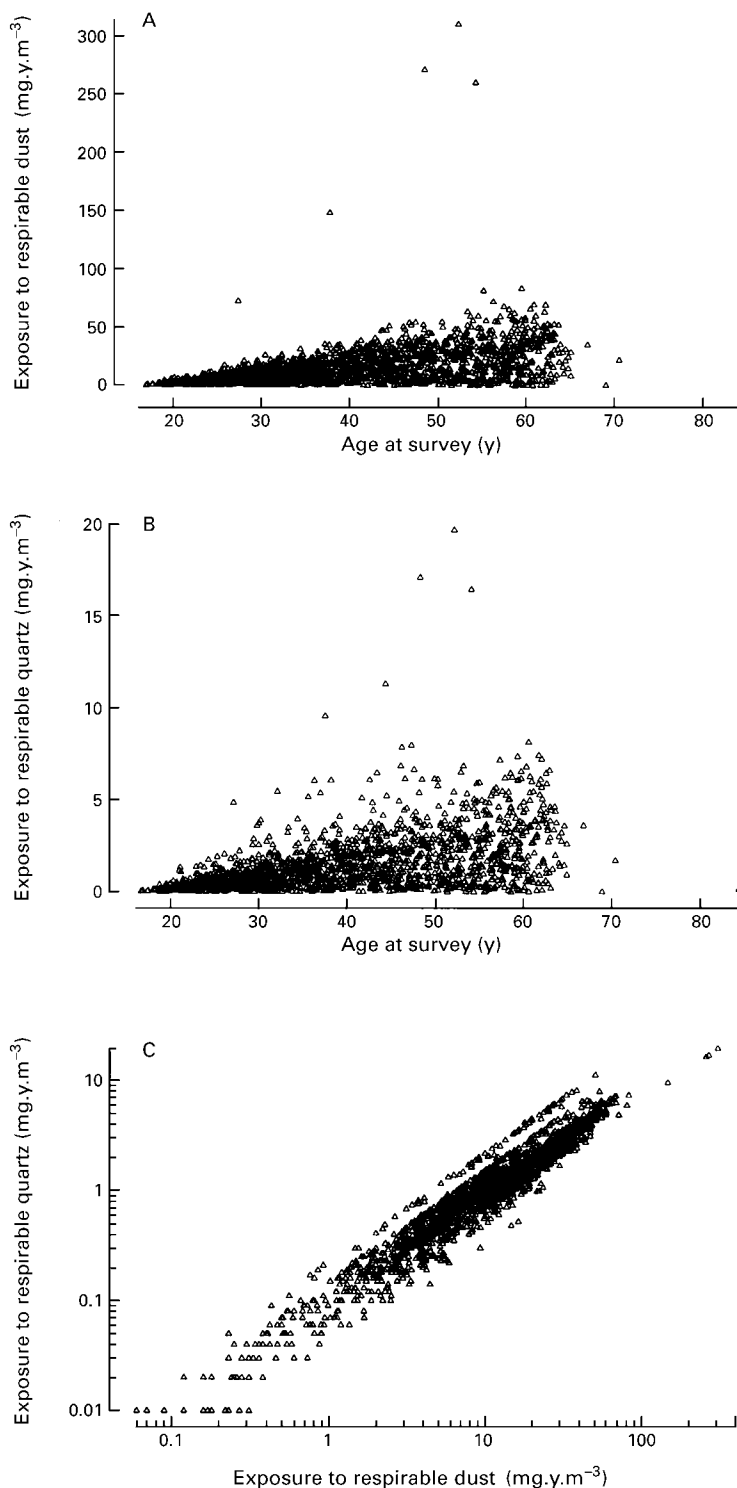 A
Exposure to respirable dust (mg.y.m⁻³)
300
250
200
150
100
50
0
20 30 40 50 60 70 80
Age at survey (y)
B
Exposure to respirable quartz (mg.y.m⁻³)
20
15
10
5
0
20 30 40 50 60 70 80
Age at survey (y)
C
Exposure to respirable quartz (mg.y.m⁻³)
10
1
0.1
0.01
0.1 1 10 100
Exposure to respirable dust (mg.y.m⁻³)